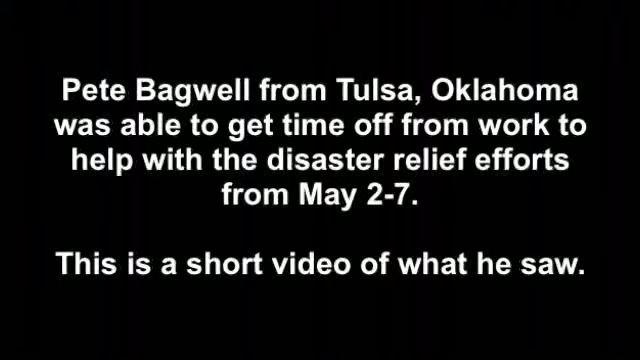 Pete Bagwell from Tulsa, Oklahoma
was able to get time off from work to
help with the disaster relief efforts
from May 2-7.
This is a short video of what he saw.